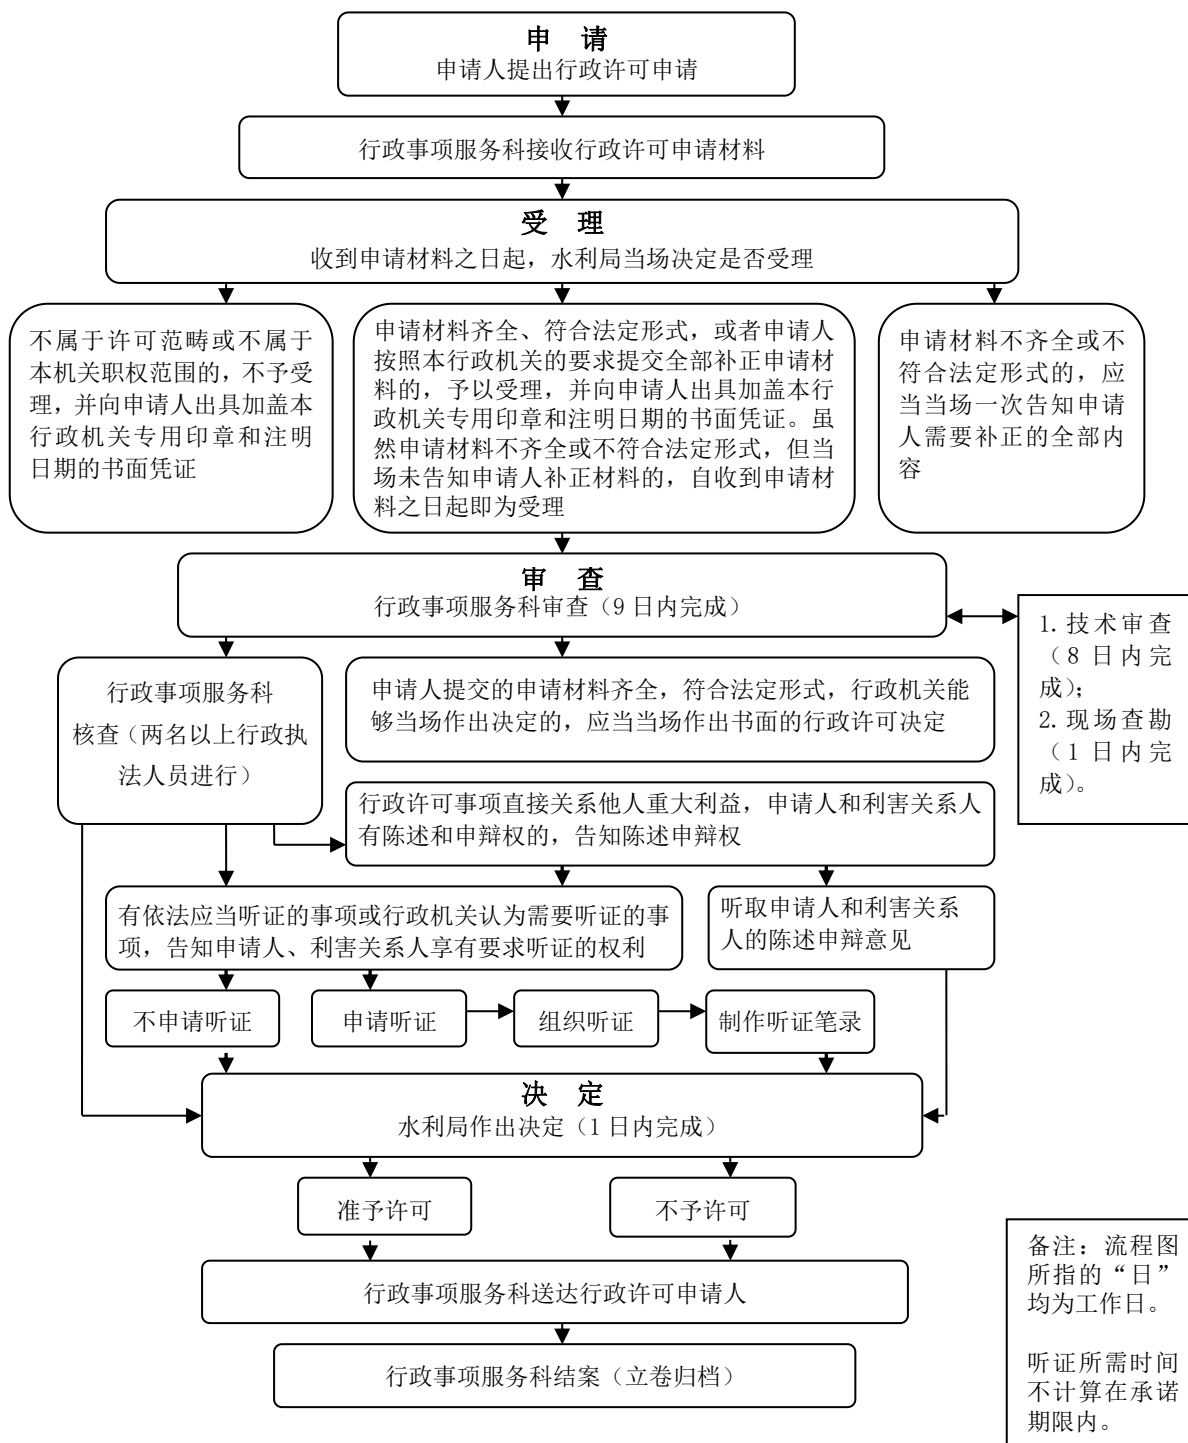 申 请
申请人提出行政许可申请
行政事项服务科接收行政许可申请材料
受 理
收到申请材料之日起，水利局当场决定是否受理
不属于许可范畴或不属于
本机关职权范围的，不予受
理，并向申请人出具加盖本
行政机关专用印章和注明
日期的书面凭证
申请材料齐全、符合法定形式，或者申请人
按照本行政机关的要求提交全部补正申请材
料的，予以受理，并向申请人出具加盖本行
政机关专用印章和注明日期的书面凭证。虽
然申请材料不齐全或不符合法定形式，但当
场未告知申请人补正材料的，自收到申请材
料之日起即为受理
申请材料不齐全或不
符合法定形式的，应
当当场一次告知申请
人需要补正的全部内
容
审 查
行政事项服务科审查（9 日内完成）
1.技术审查
（8 日内完
成）；
2.现场查勘
（1 日内完
成）。
行政事项服务科
核查（两名以上行政执
法人员进行）
申请人提交的申请材料齐全，符合法定形式，行政机关能
够当场作出决定的，应当当场作出书面的行政许可决定
行政许可事项直接关系他人重大利益，申请人和利害关系人
有陈述和申辩权的，告知陈述申辩权
有依法应当听证的事项或行政机关认为需要听证的事
项，告知申请人、利害关系人享有要求听证的权利
听取申请人和利害关系
人的陈述申辩意见
不申请听证
申请听证
组织听证
制作听证笔录
决 定
水利局作出决定（1 日内完成）
准予许可
不予许可
行政事项服务科送达行政许可申请人
行政事项服务科结案（立卷归档）
备注：流程图
所指的“日”
均为工作日。
听证所需时间
不计算在承诺
期限内。